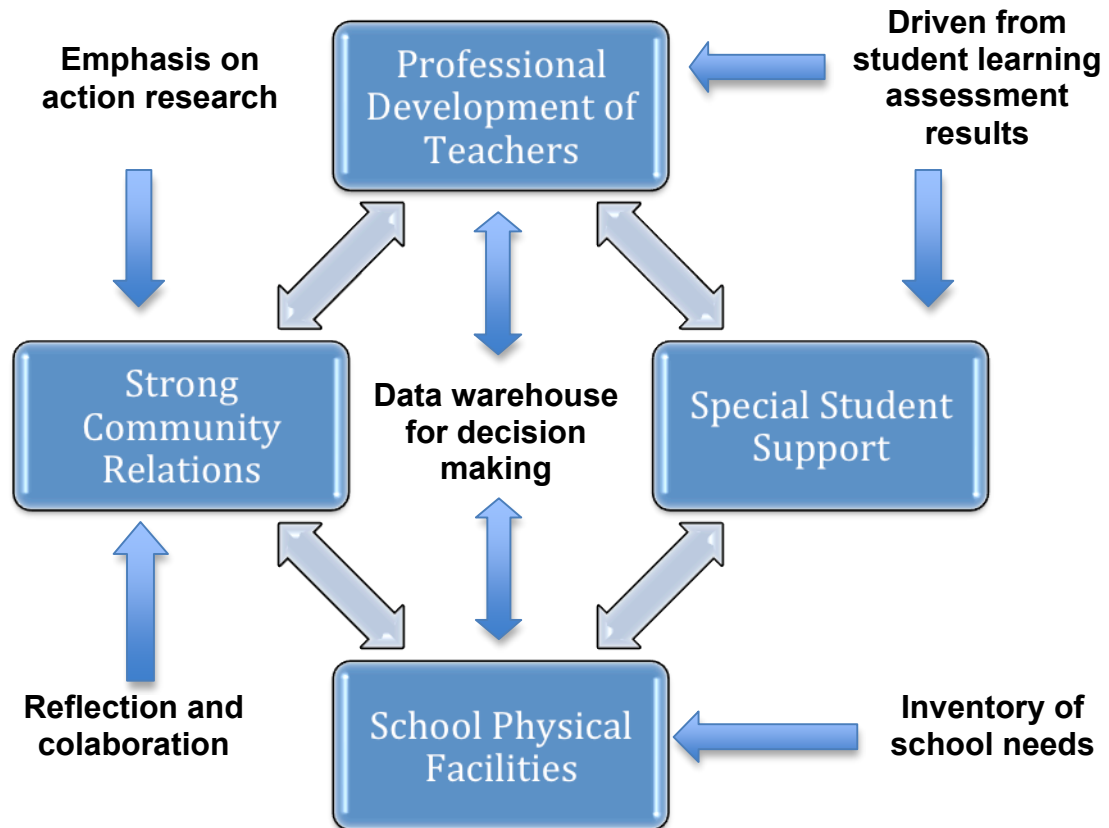 Emphasis on
action research
Professional
Development of
Teachers
Driven from
student learning
assessment
results
Strong
Community
Relations
Data warehouse
for decision
making
Special Student
Support
Reflection and
colaboration
School Physical
Facilities
Inventory of
school needs